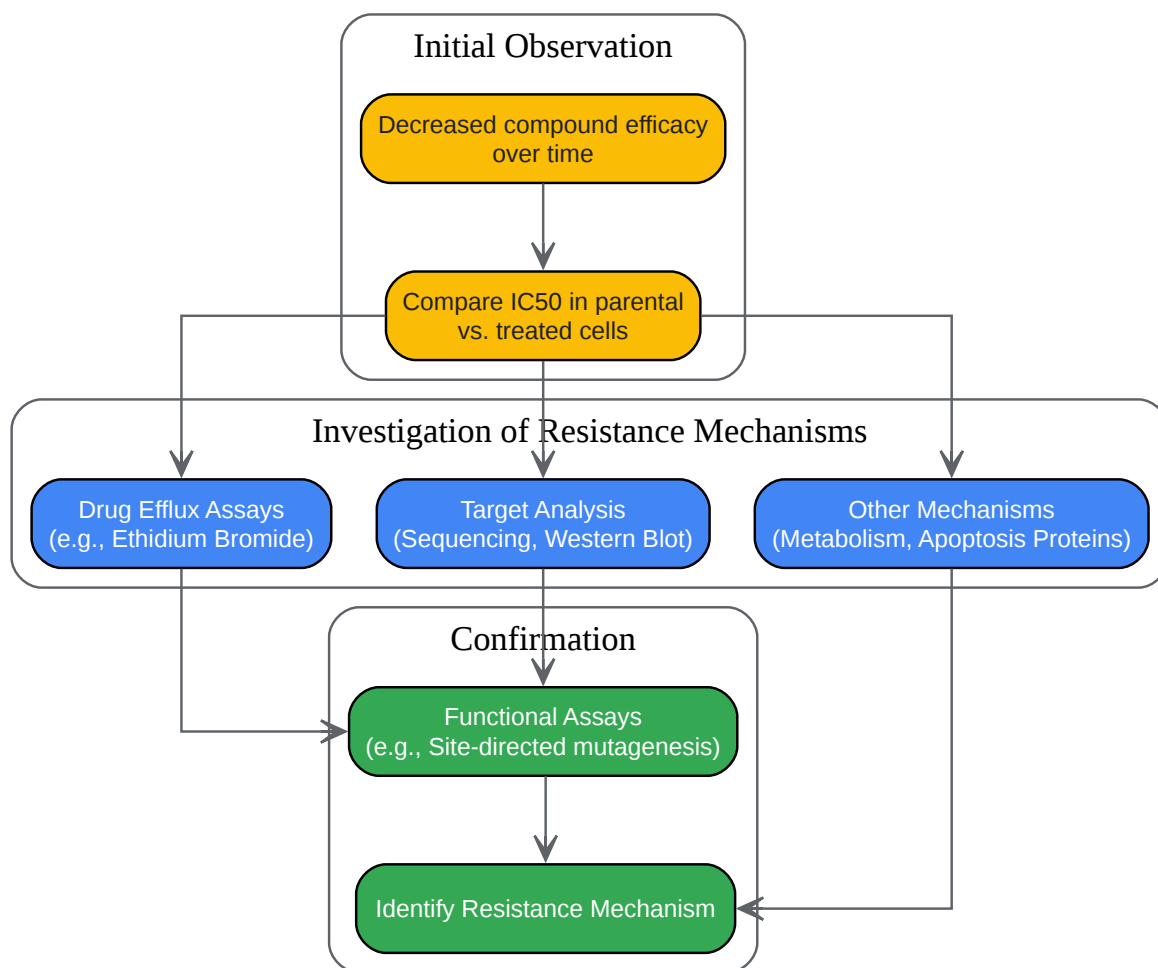 Initial Observation
Decreased compound efficacy
over time
Compare IC50 in parental
vs. treated cells
Investigation of Resistance Mechanisms
Drug Efflux Assays
(e.g., Ethidium Bromide)
Target Analysis
(Sequencing, Western Blot)
Other Mechanisms
(Metabolism, Apoptosis Proteins)
Confirmation
Functional Assays
(e.g., Site-directed mutagenesis)
Identify Resistance Mechanism